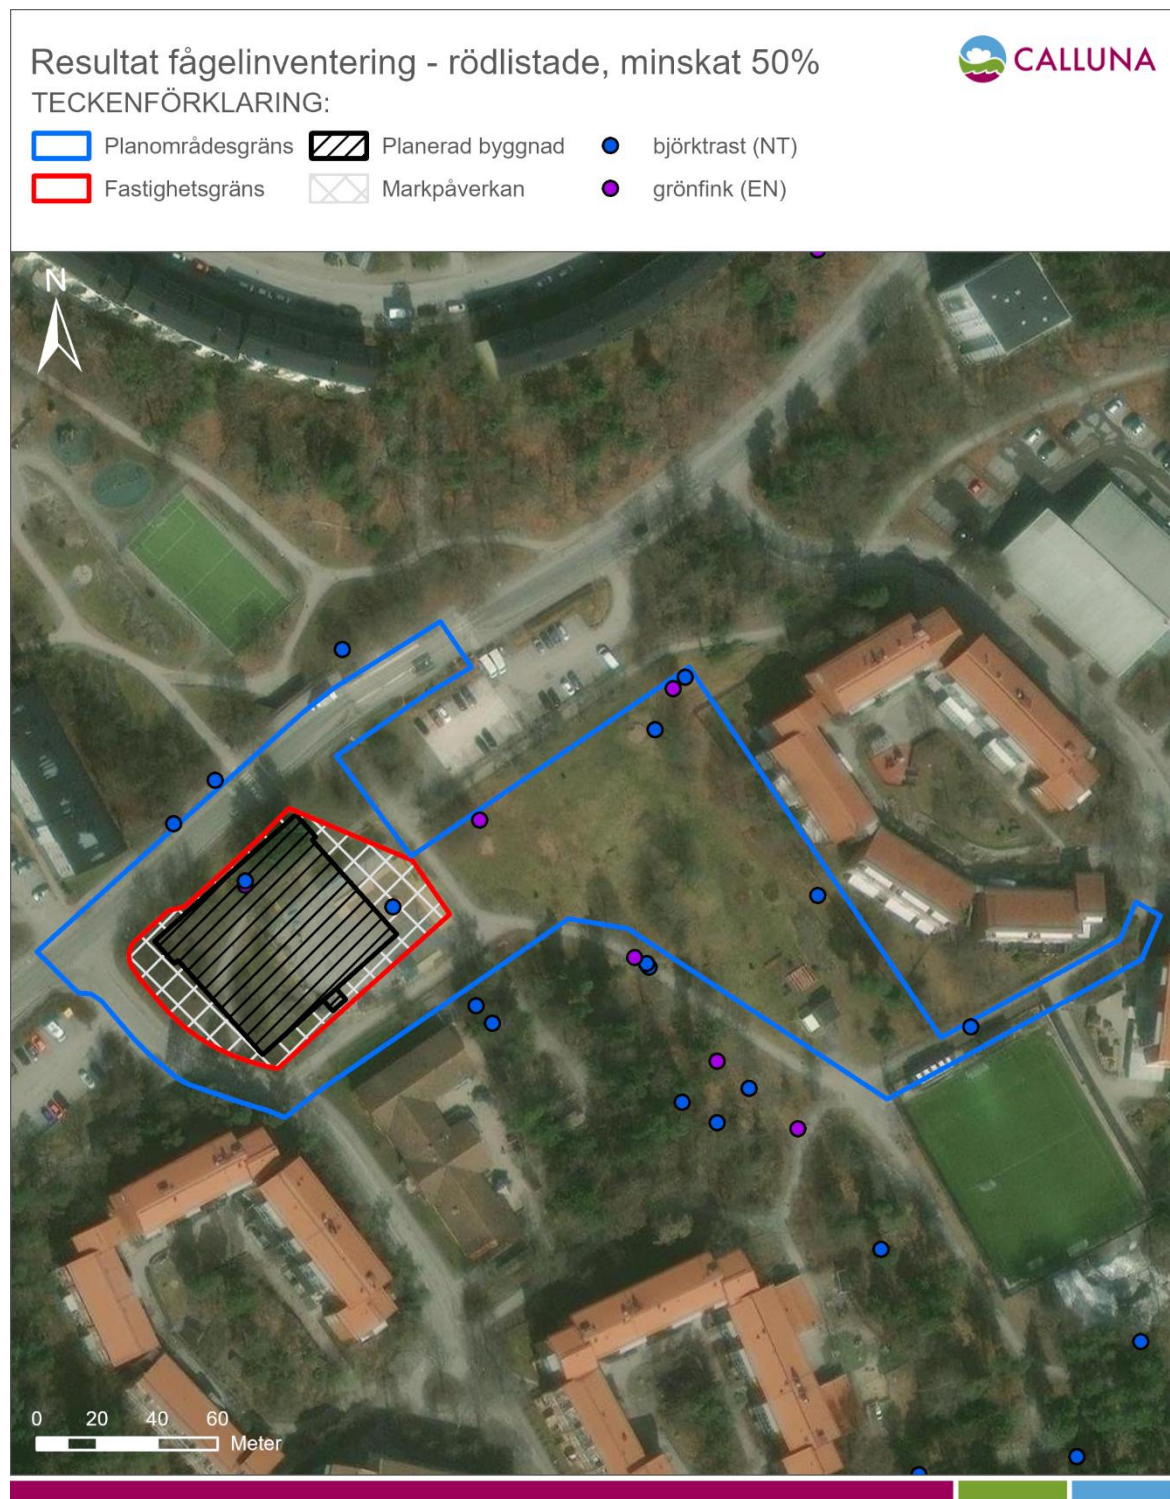 Resultat fågelinventering - rödlistade, minskat 50%
CALLUNA
TECKENFÖRKLARING:
Planområdesgräns
Planerad byggnad
björktrast (NT)
Fastighetsgräns
Markpåverkan
grönfink (EN)
N
0 20 40 60
Meter